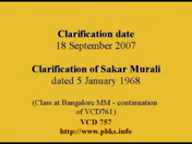 Clarification date
18 September 2007
Clarification of Sakar Murali
dated 5 January 1968
(Class at Bangalore MM - continuation
of VCD761)
VCD 757
http://www.pbks.info